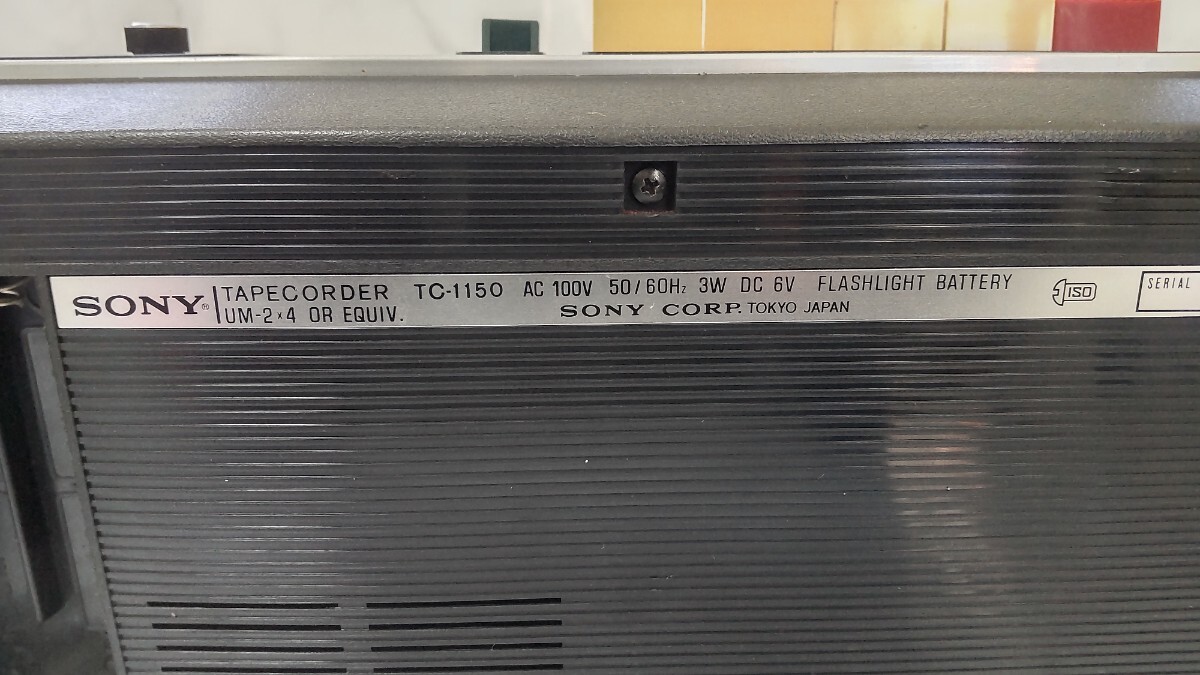 SONY® TAPECORDER TC-1150 AC 100V 50/60Hz 3W DC 6V FLASHLIGHT BATTERY
UM-2×4 OR EQUIV. SONY CORP. TOKYO JAPAN
ISO
SERIAL